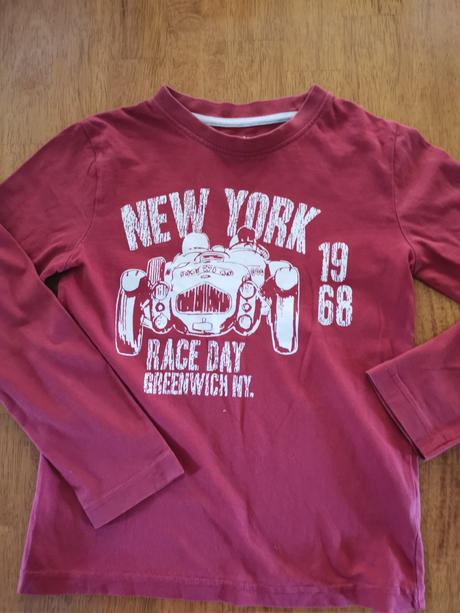 NEW YORK
19
68
RACE DAY
GREENWICH NY.